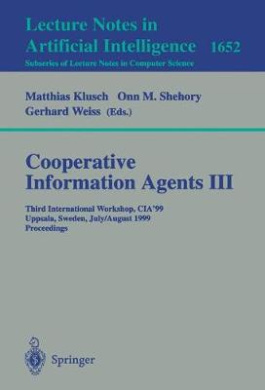 Lecture Notes in
Artificial Intelligence 1652
Subseries of Lecture Notes in Computer Science
Matthias Klusch Onn M. Shehory
Gerhard Weiss (Eds.)
Cooperative
Information Agents III
Third International Workshop, CIA'99
Uppsala, Sweden, July/August 1999
Proceedings
Springer